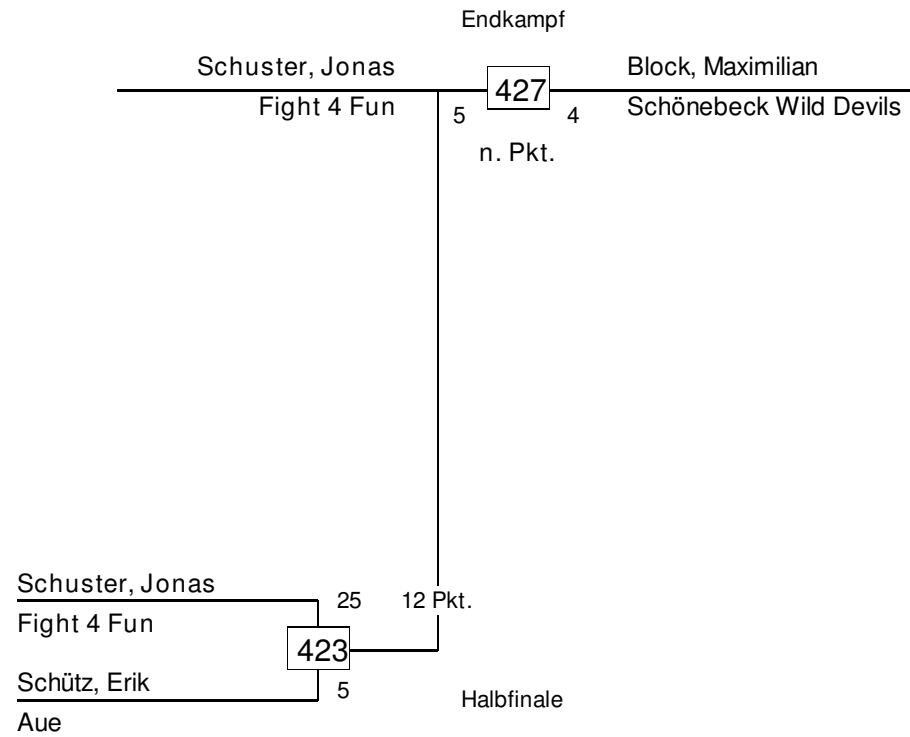 Endkampf
Schuster, Jonas
427
Block, Maximilian
Fight 4 Fun
5
4
Schönebeck Wild Devils
n. Pkt.
Schuster, Jonas
25
12 Pkt.
Fight 4 Fun
423
Schütz, Erik
5
Halbfinale
Aue